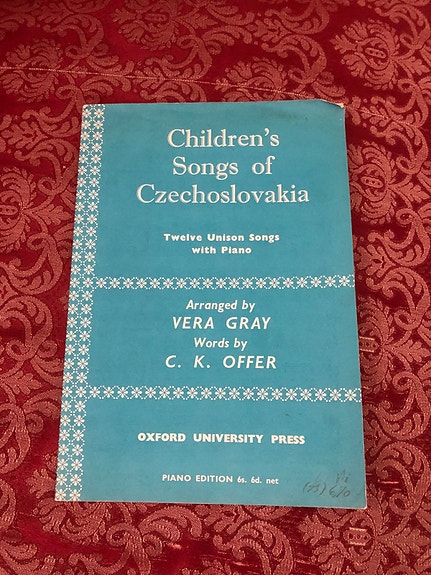 Children's
Songs of
Czechoslovakia
Twelve Unison Songs
with Piano
Arranged by
VERA GRAY
Words by
C. K. OFFER
OXFORD UNIVERSITY PRESS
PIANO EDITION 6s. 6d. net